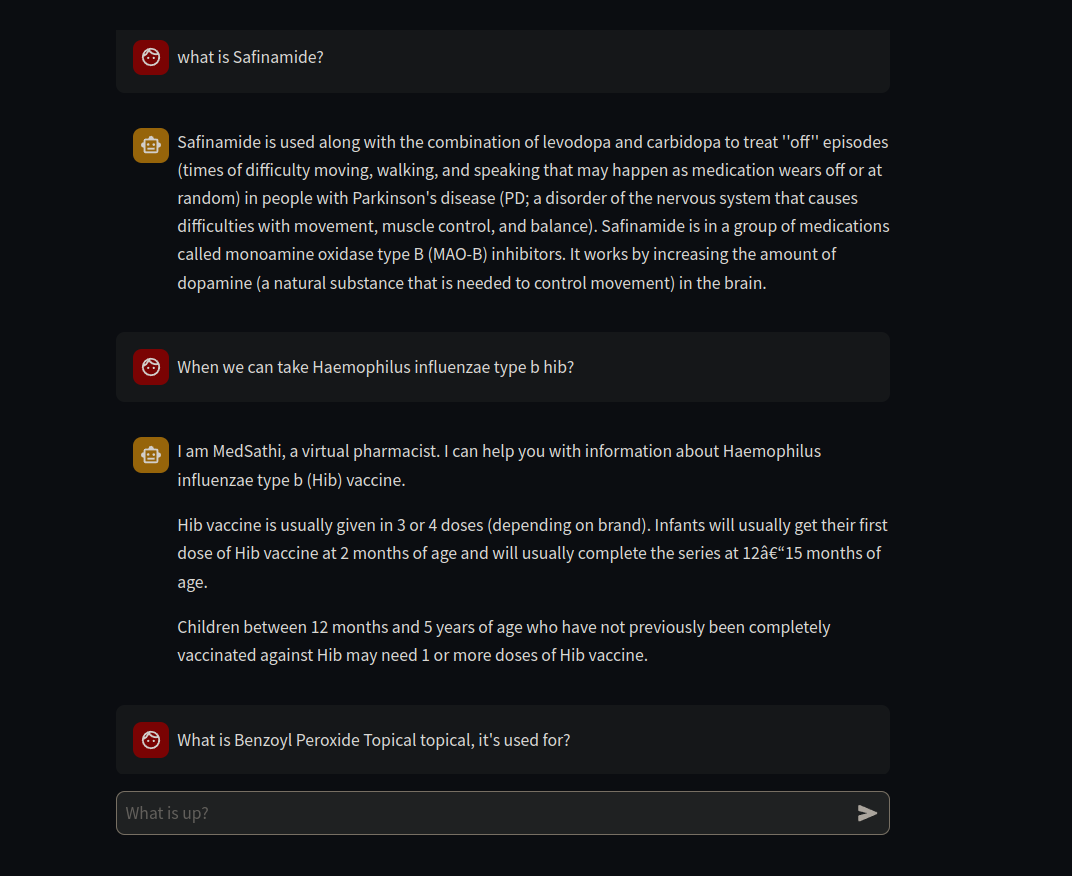 what is Safinamide?
Safinamide is used along with the combination of levodopa and carbidopa to treat ''off'' episodes
(times of difficulty moving, walking, and speaking that may happen as medication wears off or at
random) in people with Parkinson's disease (PD; a disorder of the nervous system that causes
difficulties with movement, muscle control, and balance). Safinamide is in a group of medications
called monoamine oxidase type B (MAO-B) inhibitors. It works by increasing the amount of
dopamine (a natural substance that is needed to control movement) in the brain.
When we can take Haemophilus influenzae type b hib?
I am MedSathi, a virtual pharmacist. I can help you with information about Haemophilus
influenzae type b (Hib) vaccine.
Hib vaccine is usually given in 3 or 4 doses (depending on brand). Infants will usually get their first
dose of Hib vaccine at 2 months of age and will usually complete the series at 12â€“15 months of
age.
Children between 12 months and 5 years of age who have not previously been completely
vaccinated against Hib may need 1 or more doses of Hib vaccine.
What is Benzoyl Peroxide Topical topical, it's used for?
What is up?